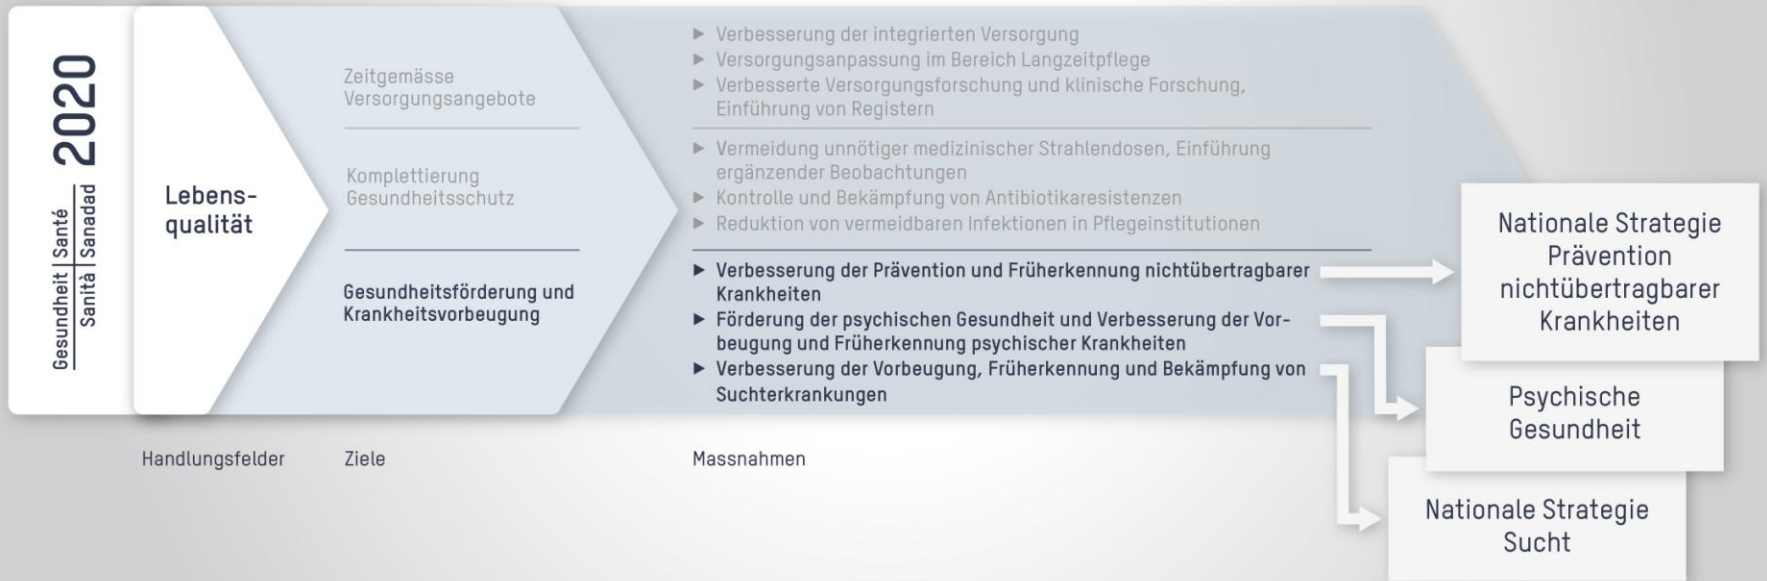 Gesundheit | Santé
Sanità | Sanadad
2020
Lebens-
qualität
Zeitgemässe
Versorgungsangebote
Komplettierung
Gesundheitsschutz
Gesundheitsförderung und
Krankheitsvorbeugung
▶ Verbesserung der integrierten Versorgung
▶ Versorgungsanpassung im Bereich Langzeitpflege
▶ Verbesserte Versorgungsforschung und klinische Forschung,
Einführung von Registern
▶ Vermeidung unnötiger medizinischer Strahlendosen, Einführung
ergänzender Beobachtungen
▶ Kontrolle und Bekämpfung von Antibiotikaresistenzen
▶ Reduktion von vermeidbaren Infektionen in Pflegeinstitutionen
▶ Verbesserung der Prävention und Früherkennung nichtübertragbarer
Krankheiten
▶ Förderung der psychischen Gesundheit und Verbesserung der Vor-
beugung und Früherkennung psychischer Krankheiten
▶ Verbesserung der Vorbeugung, Früherkennung und Bekämpfung von
Suchterkrankungen
Nationale Strategie
Prävention
nichtübertragbarer
Krankheiten
Psychische
Gesundheit
Nationale Strategie
Sucht
Handlungsfelder
Ziele
Massnahmen